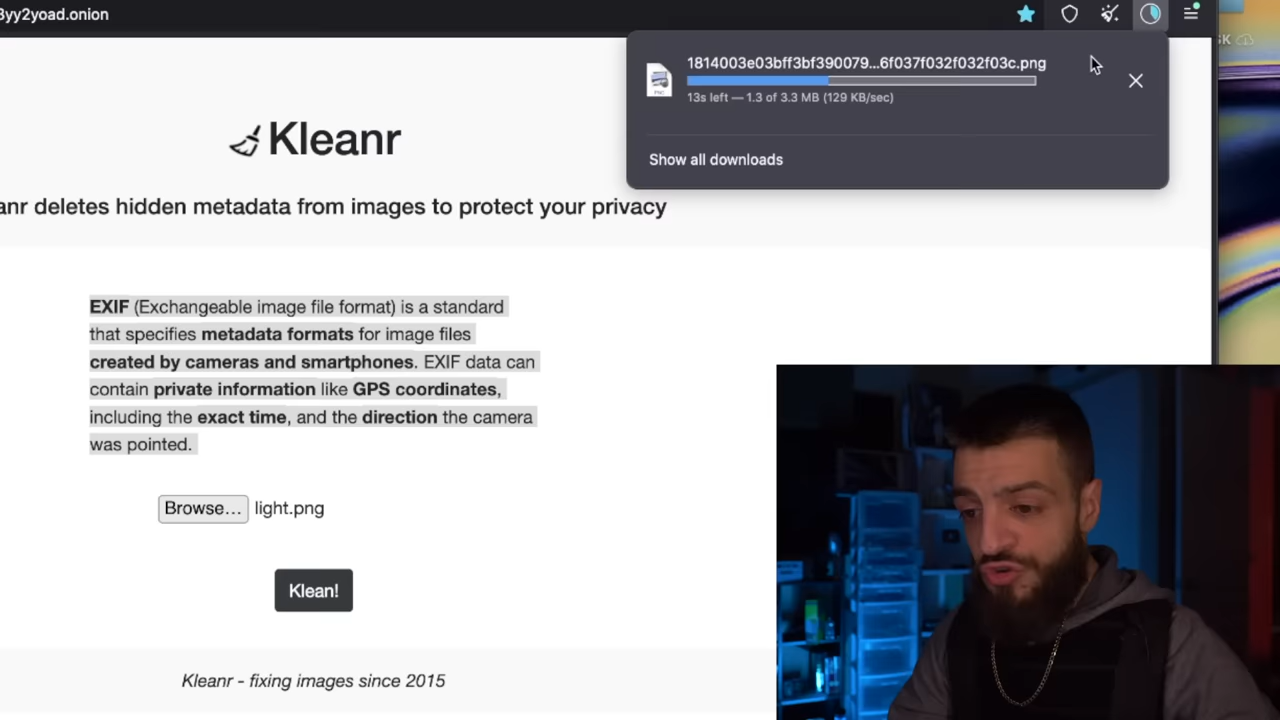 3yy2yoad.onion
SK
1814003e03bff3bf390079...6f037f032f032f03c.png
13s left — 1.3 of 3.3 MB (129 KB/sec)
Show all downloads
Kleanr
anr deletes hidden metadata from images to protect your privacy
EXIF (Exchangeable image file format) is a standard
that specifies metadata formats for image files
created by cameras and smartphones. EXIF data can
contain private information like GPS coordinates,
including the exact time, and the direction the camera
was pointed.
Browse... light.png
Klean!
Kleanr - fixing images since 2015